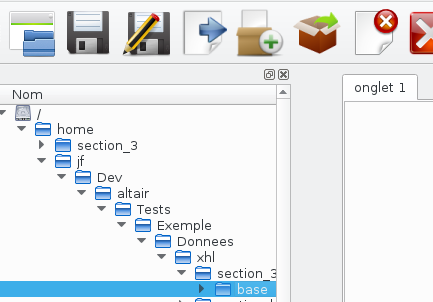 Nom
onglet 1
/
home
section_3
jf
Dev
altair
Tests
Exemple
Donnees
xhl
section_3
base